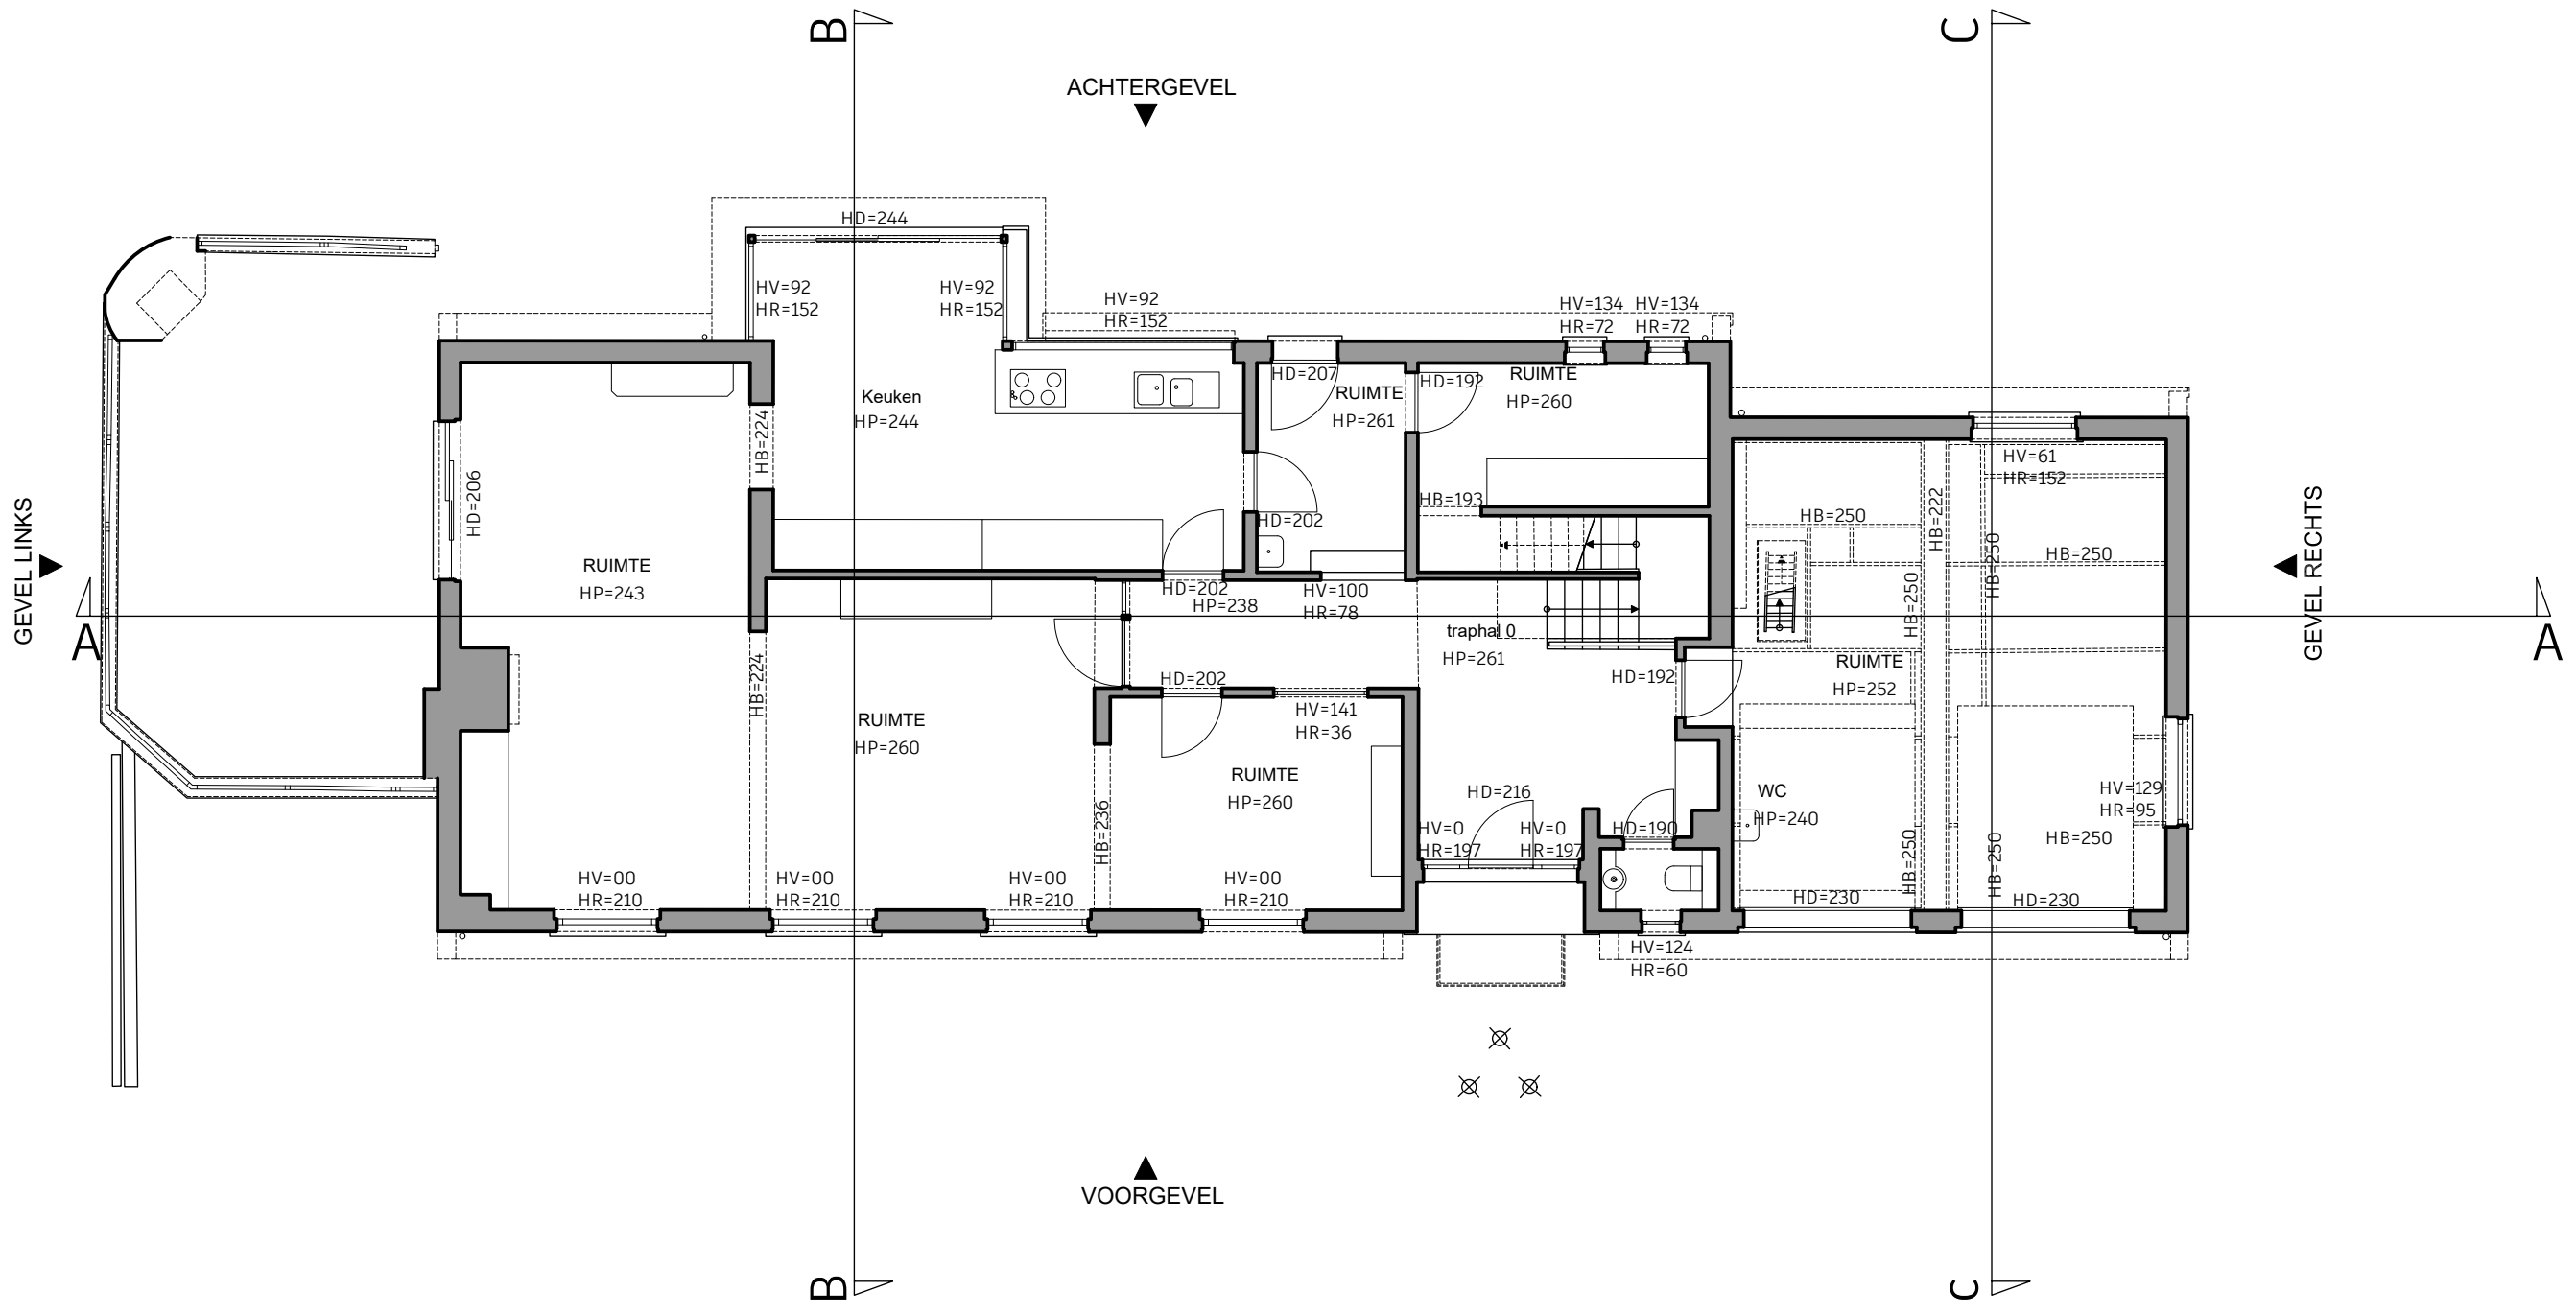 B
C
ACHTERGEVEL
HD=244
HV=92
HR=152
HV=92
HR=152
HV=92
HR=152
HV=134
HR=72
HV=134
HR=72
Keuken
HP=244
HB=224
HD=207
RUIMTE
HP=261
HD=192
RUIMTE
HP=260
HB=193
HD=206
RUIMTE
HP=243
HD=202
HD=202
HP=238
HV=100
HR=78
traphal 0
HP=261
HV=61
HR=152
HB=250
HB=222
HB=250
HB=250
HB=250
GEVEL LINKS
GEVEL RECHTS
A
A
HB=224
RUIMTE
HP=260
HD=202
HV=141
HR=36
RUIMTE
HP=260
HB=236
HD=192
RUIMTE
HP=252
HD=216
HV=0
HR=197
HV=0
HR=197
HD=190
WC
HP=240
HV=129
HR=95
HB=250
HB=250
HB=250
HV=00
HR=210
HV=00
HR=210
HV=00
HR=210
HV=00
HR=210
HD=230
HD=230
HV=124
HR=60
VOORGEVEL
B
C